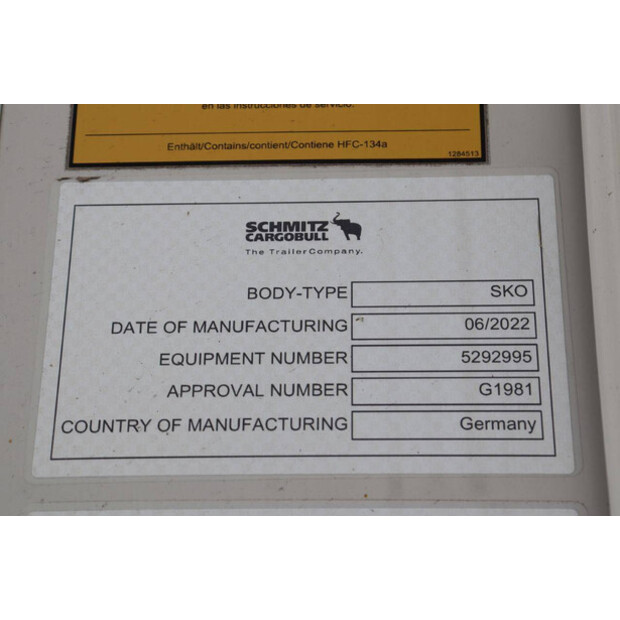 en las instrucciones de servicio.
Enthält/Contains/contient/Contiene HFC-134a
1284513
SCHMITZ
CARGOBULL
The TrailerCompany.
BODY-TYPE SKO
DATE OF MANUFACTURING 06/2022
EQUIPMENT NUMBER 5292995
APPROVAL NUMBER G1981
COUNTRY OF MANUFACTURING Germany